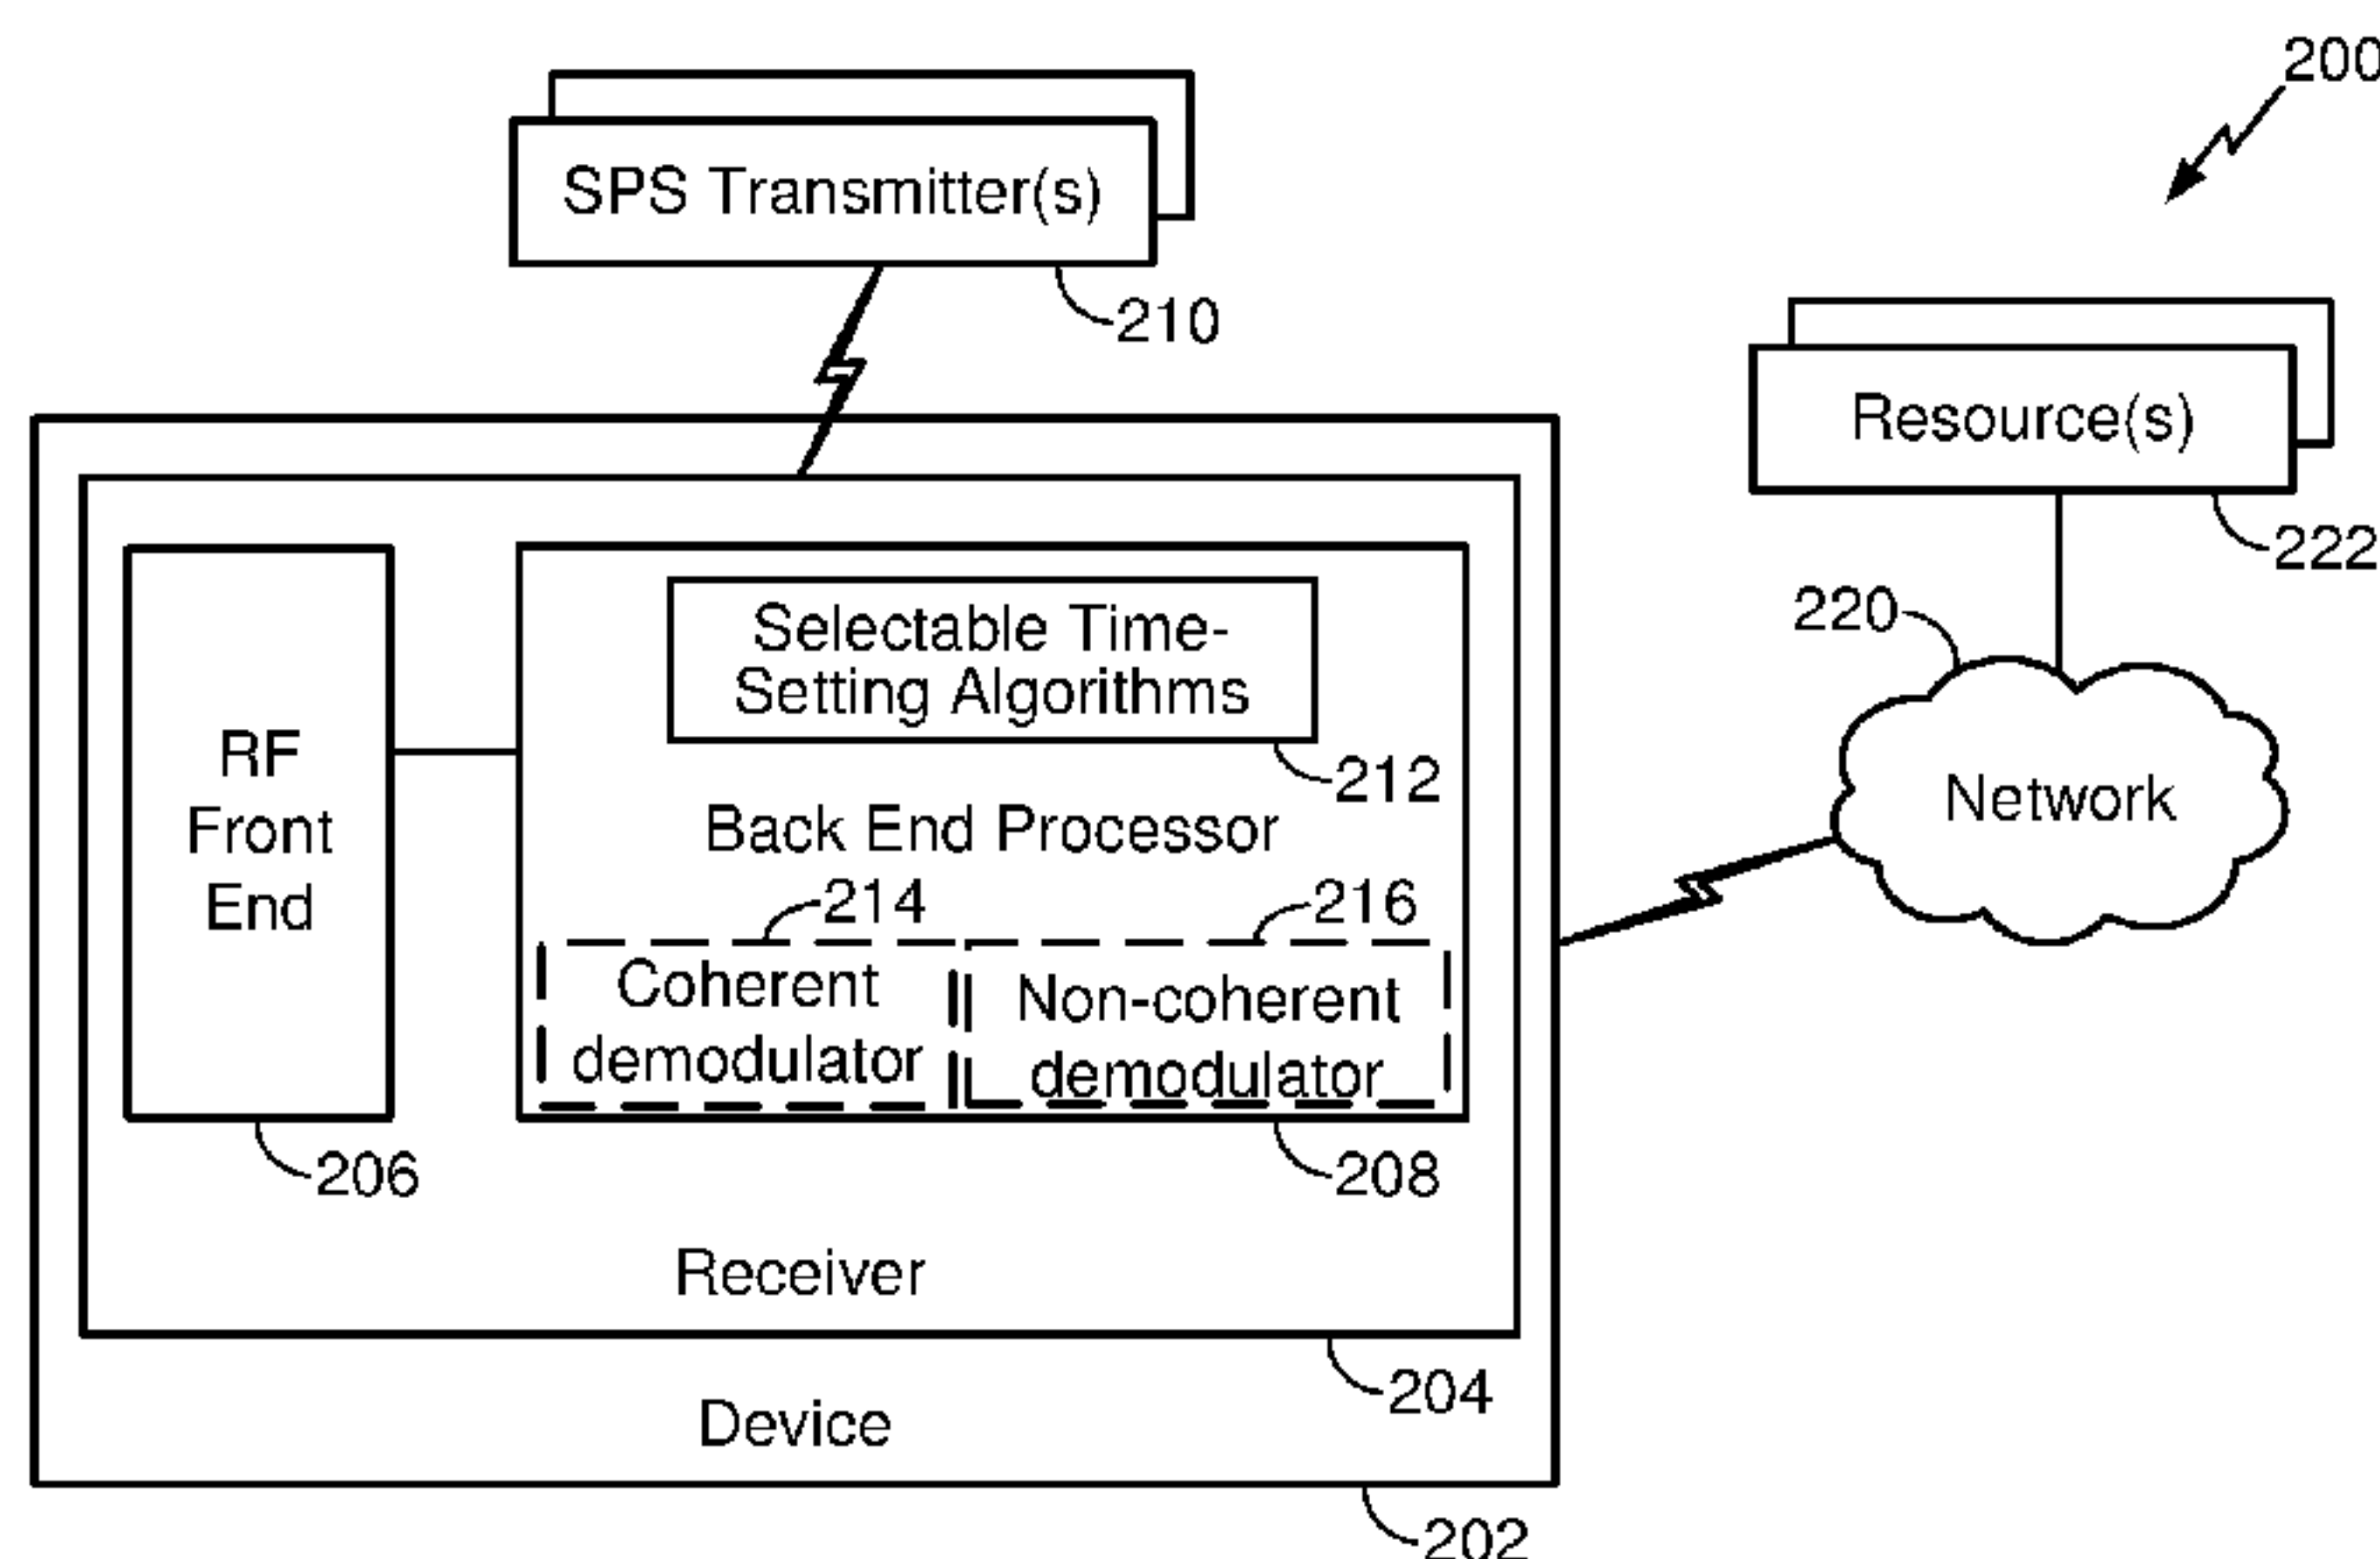 200
SPS Transmitter(s)
210
Resource(s)
222
220
Network
Selectable Time-
Setting Algorithms
212
RF
Front
End
Back End Processor
214
216
Coherent
demodulator
Non-coherent
demodulator
206
208
Receiver
204
Device
202